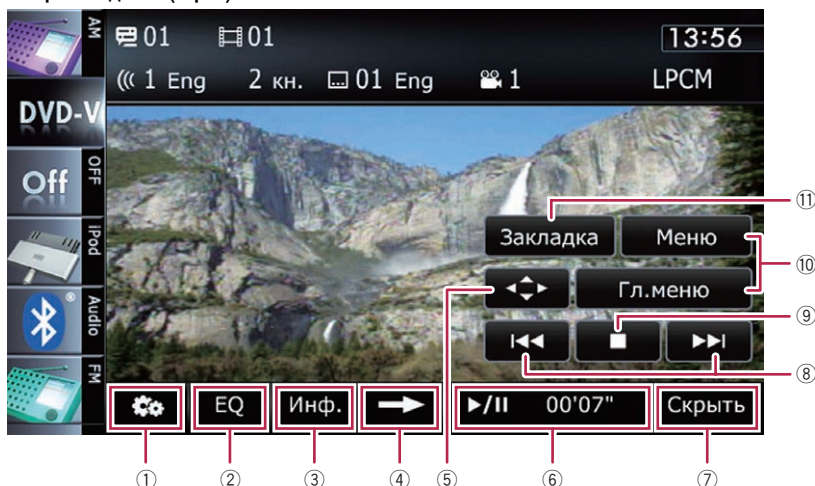 AM
01 01 13:56
1 Eng 2 кн. 01 Eng 1 LPCM
DVD-V
Off OFF
iPod
Audio
FM
Закладка Меню
Гл.меню
EQ Инф. 00'07" Скрыть
⑪
⑩
⑨
⑧
① ② ③ ④ ⑤ ⑥ ⑦